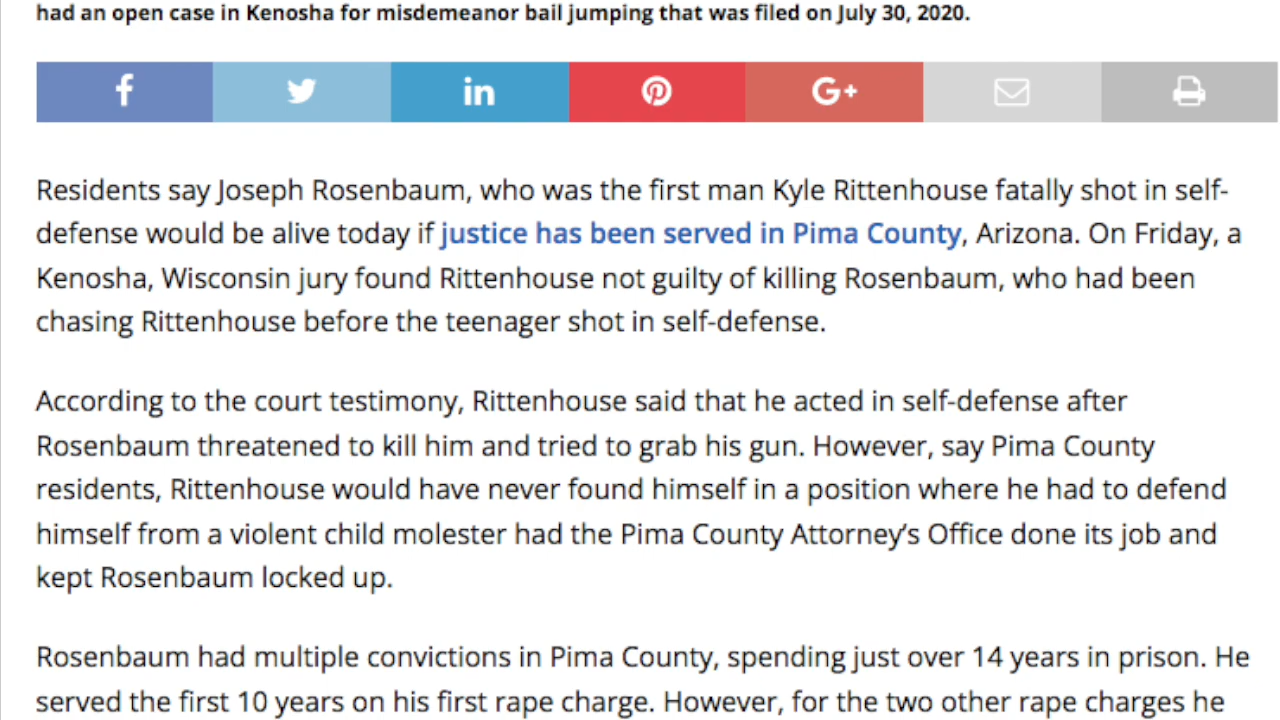 had an open case in Kenosha for misdemeanor bail jumping that was filed on July 30, 2020.
f
in
G+
Residents say Joseph Rosenbaum, who was the first man Kyle Rittenhouse fatally shot in self-
defense would be alive today if justice has been served in Pima County, Arizona. On Friday, a
Kenosha, Wisconsin jury found Rittenhouse not guilty of killing Rosenbaum, who had been
chasing Rittenhouse before the teenager shot in self-defense.
According to the court testimony, Rittenhouse said that he acted in self-defense after
Rosenbaum threatened to kill him and tried to grab his gun. However, say Pima County
residents, Rittenhouse would have never found himself in a position where he had to defend
himself from a violent child molester had the Pima County Attorney’s Office done its job and
kept Rosenbaum locked up.
Rosenbaum had multiple convictions in Pima County, spending just over 14 years in prison. He
served the first 10 years on his first rape charge. However, for the two other rape charges he